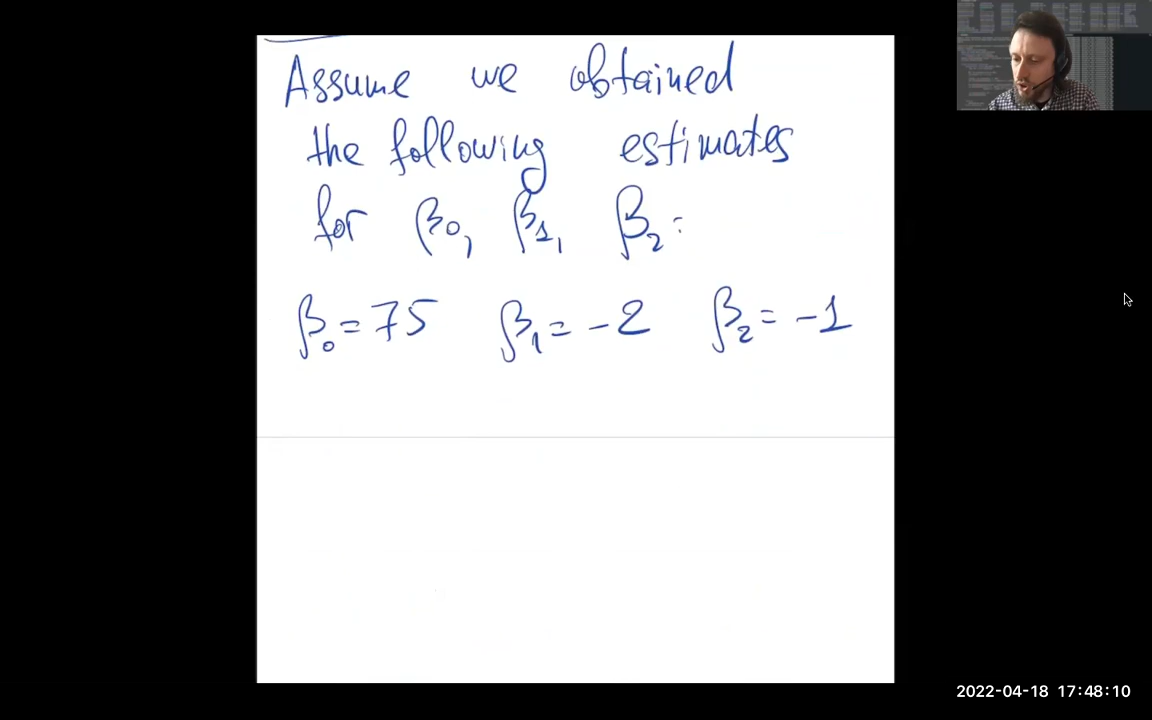 Assume we obtained
the following estimates
for β0, β1, β2:
β0 = 75 β1 = -2 β2 = -1
2022-04-18 17:48:10